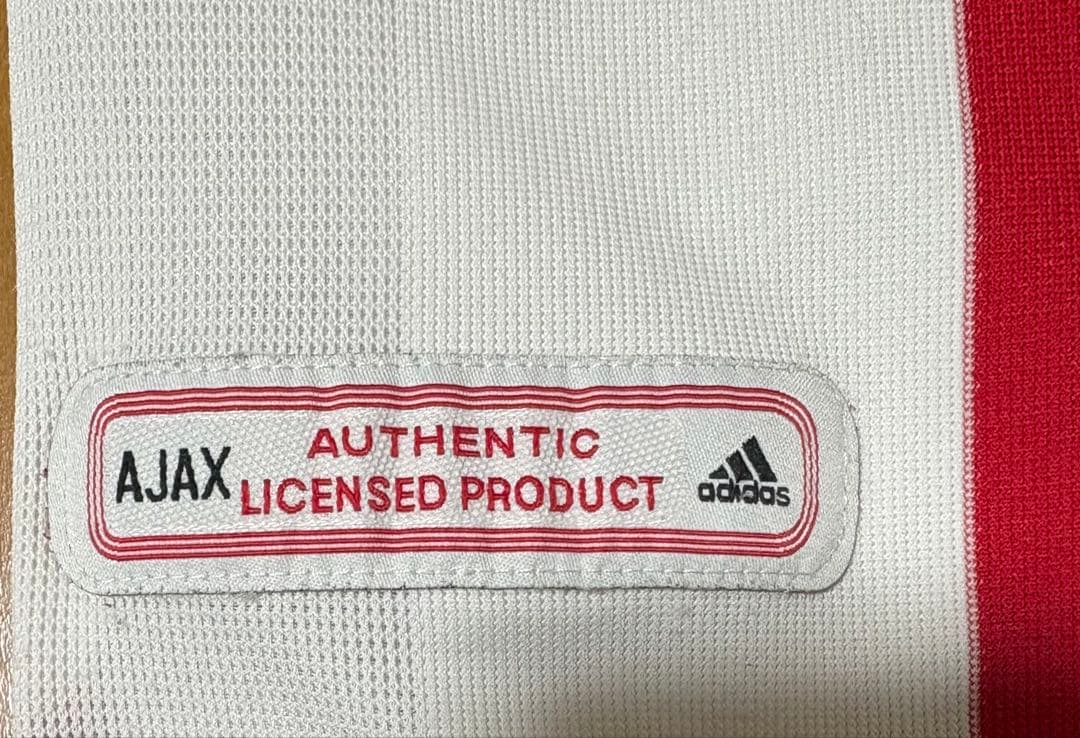 AJAX
AUTHENTIC
LICENSED PRODUCT
adidas